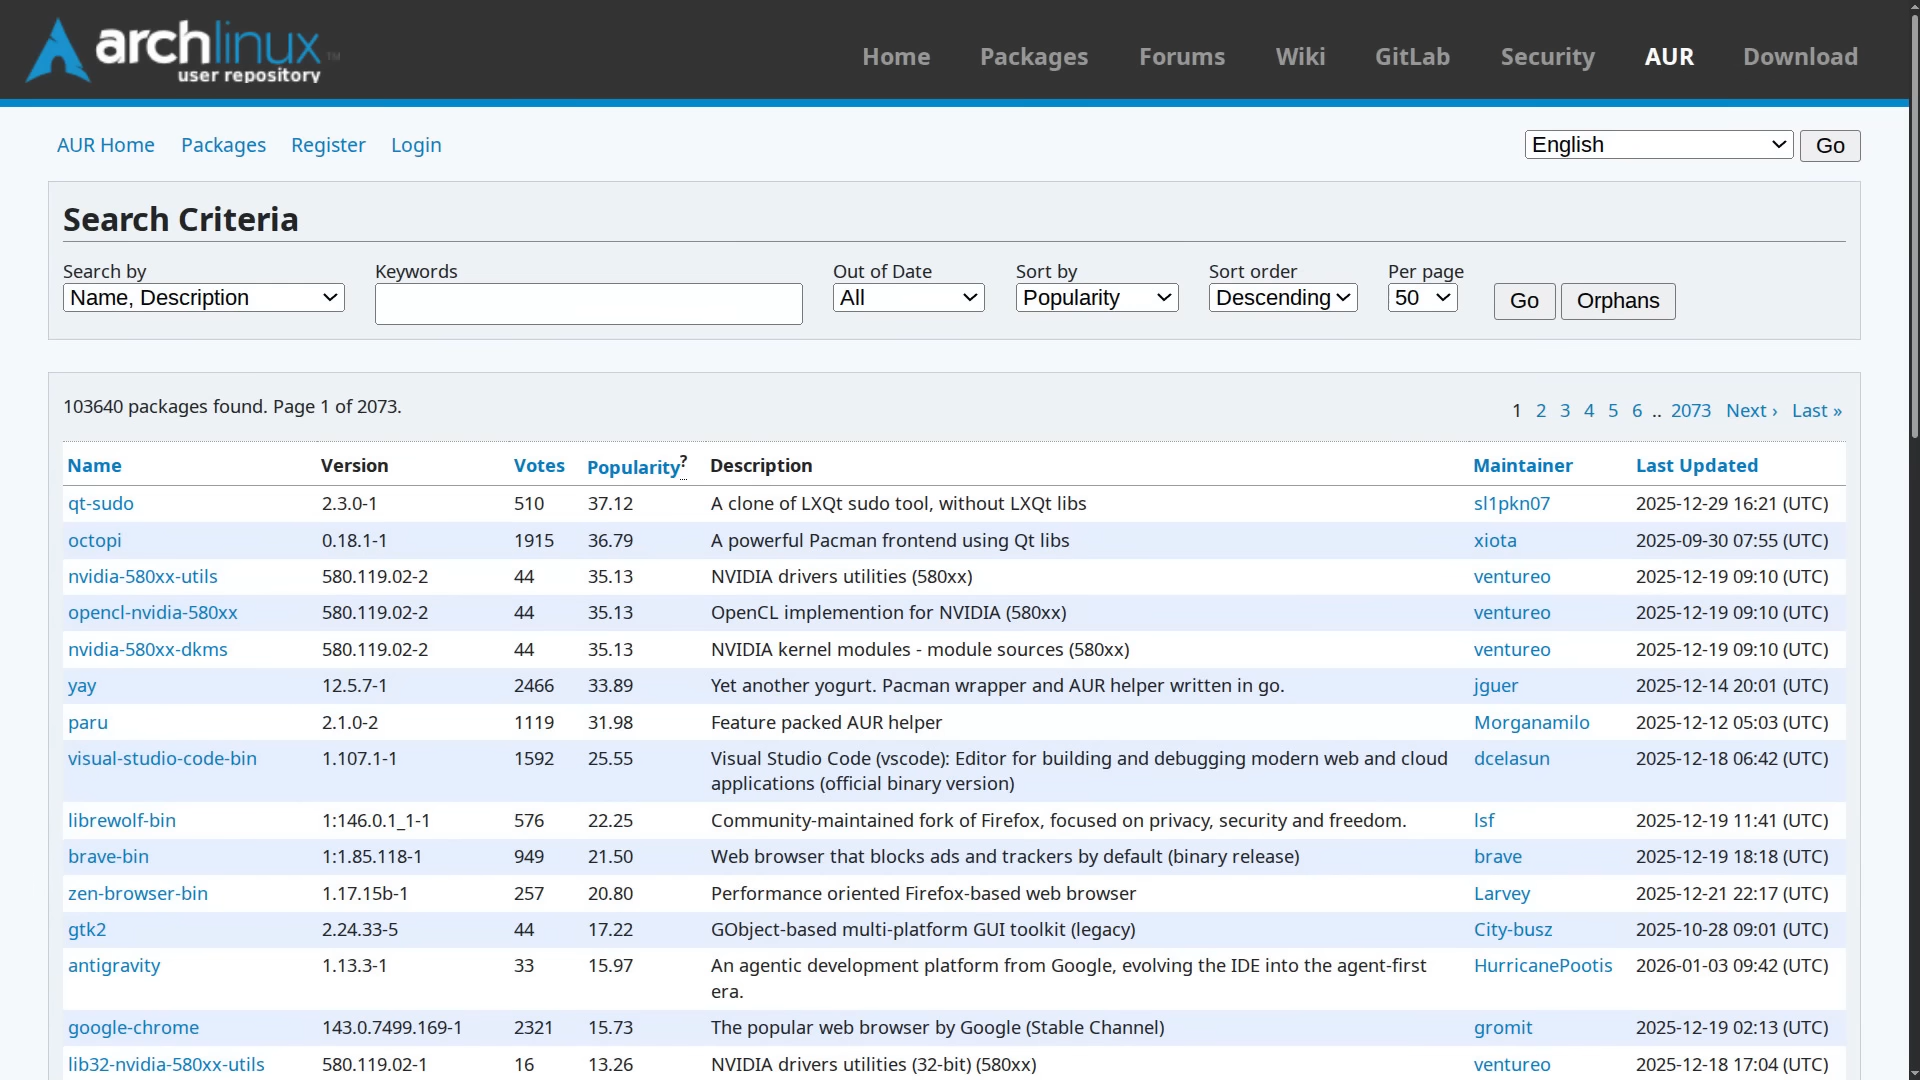 archlinux™
user repository
Home Packages Forums Wiki GitLab Security AUR Download
AUR Home Packages Register Login
English Go
Search Criteria
Search by Keywords Out of Date Sort by Sort order Per page
Name, Description All Popularity Descending 50 Go Orphans
103640 packages found. Page 1 of 2073.
1 2 3 4 5 6 .. 2073 Next › Last »
Name Version Votes Popularity? Description Maintainer Last Updated
qt-sudo 2.3.0-1 510 37.12 A clone of LXQt sudo tool, without LXQt libs sl1pkn07 2025-12-29 16:21 (UTC)
octopi 0.18.1-1 1915 36.79 A powerful Pacman frontend using Qt libs xiota 2025-09-30 07:55 (UTC)
nvidia-580xx-utils 580.119.02-2 44 35.13 NVIDIA drivers utilities (580xx) ventureo 2025-12-19 09:10 (UTC)
opencl-nvidia-580xx 580.119.02-2 44 35.13 OpenCL implemention for NVIDIA (580xx) ventureo 2025-12-19 09:10 (UTC)
nvidia-580xx-dkms 580.119.02-2 44 35.13 NVIDIA kernel modules - module sources (580xx) ventureo 2025-12-19 09:10 (UTC)
yay 12.5.7-1 2466 33.89 Yet another yogurt. Pacman wrapper and AUR helper written in go. jguer 2025-12-14 20:01 (UTC)
paru 2.1.0-2 1119 31.98 Feature packed AUR helper Morganamilo 2025-12-12 05:03 (UTC)
visual-studio-code-bin 1.107.1-1 1592 25.55 Visual Studio Code (vscode): Editor for building and debugging modern web and cloud dcelasun 2025-12-18 06:42 (UTC)
applications (official binary version)
librewolf-bin 1:146.0.1_1-1 576 22.25 Community-maintained fork of Firefox, focused on privacy, security and freedom. lsf 2025-12-19 11:41 (UTC)
brave-bin 1:1.85.118-1 949 21.50 Web browser that blocks ads and trackers by default (binary release) brave 2025-12-19 18:18 (UTC)
zen-browser-bin 1.17.15b-1 257 20.80 Performance oriented Firefox-based web browser Larvey 2025-12-21 22:17 (UTC)
gtk2 2.24.33-5 44 17.22 GObject-based multi-platform GUI toolkit (legacy) City-busz 2025-10-28 09:01 (UTC)
antigravity 1.13.3-1 33 15.97 An agentic development platform from Google, evolving the IDE into the agent-first HurricanePootis 2026-01-03 09:42 (UTC)
era.
google-chrome 143.0.7499.169-1 2321 15.73 The popular web browser by Google (Stable Channel) gromit 2025-12-19 02:13 (UTC)
lib32-nvidia-580xx-utils 580.119.02-1 16 13.26 NVIDIA drivers utilities (32-bit) (580xx) ventureo 2025-12-18 17:04 (UTC)